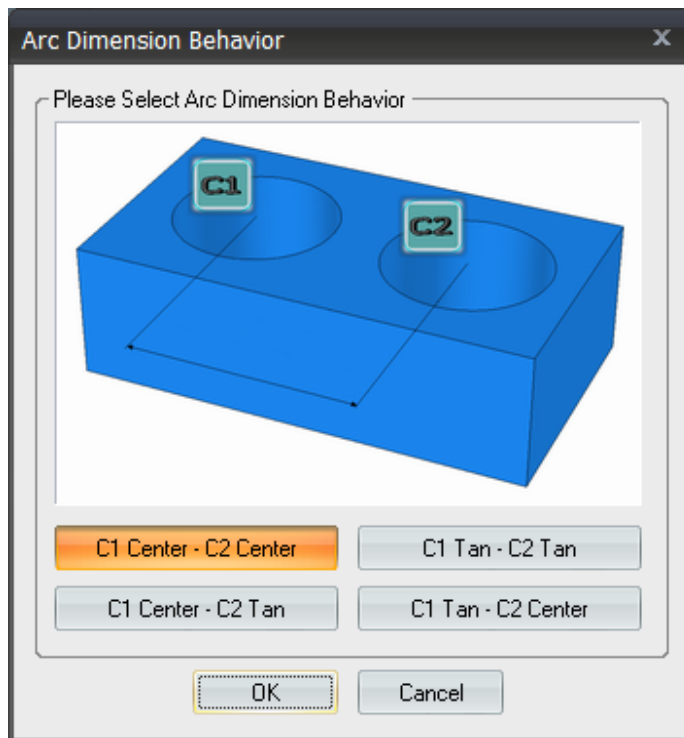 Arc Dimension Behavior
X
Please Select Arc Dimension Behavior
C1
C2
C1 Center - C2 Center
C1 Tan - C2 Tan
C1 Center - C2 Tan
C1 Tan - C2 Center
OK
Cancel